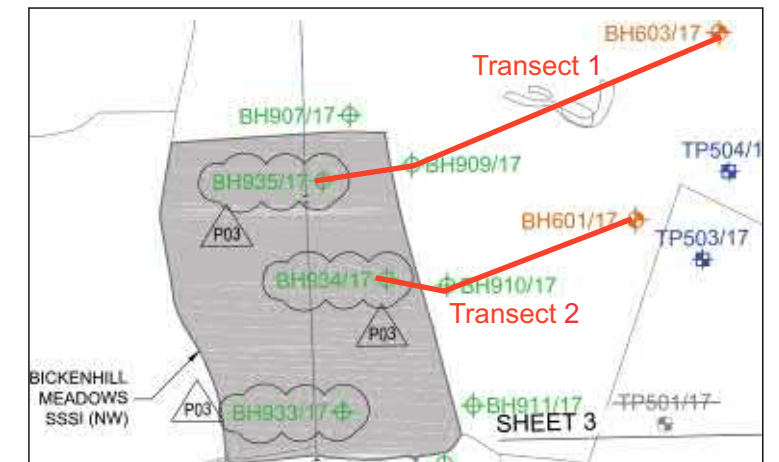 BH603/17
Transect 1
BH907/17
TP504/1
BH909/17
BH935/17
BH601/17
P03
TP503/17
BH934/17
BH910/17
Transect 2
P03
BICKENHILL
MEADOWS
SSSI (NW)
P03
BH933/17
BH911/17
TP501/17
SHEET 3